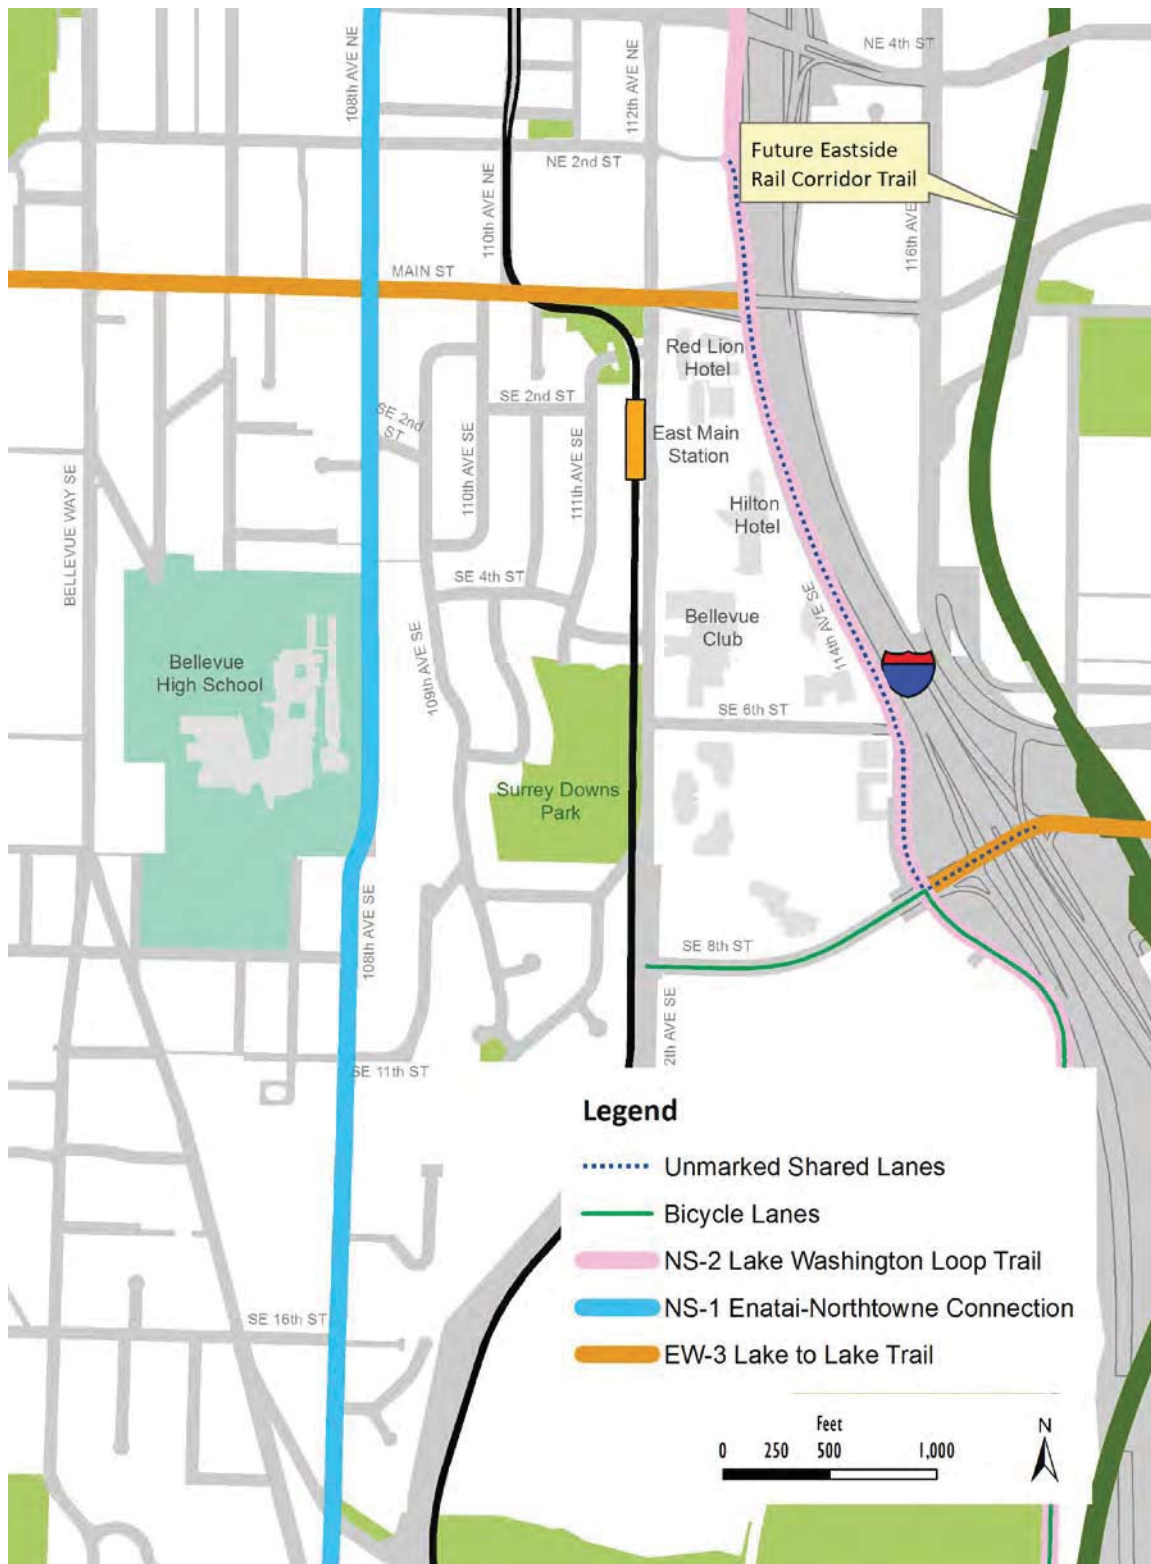 108th AVE NE
112th AVE NE
NE 4th ST
Future Eastside
Rail Corridor Trail
NE 2nd ST
110th AVE NE
116th AVE
MAIN ST
Red Lion
Hotel
SE 2nd ST
SE 2nd
ST
East Main
Station
110th AVE SE
111th AVE SE
BELLEVUE WAY SE
Hilton
Hotel
SE 4th ST
114th AVE SE
Bellevue
Club
109th AVE SE
Bellevue
High School
SE 6th ST
Surrey Downs
Park
108th AVE SE
SE 8th ST
2th AVE SE
SE 11th ST
Legend
Unmarked Shared Lanes
Bicycle Lanes
NS-2 Lake Washington Loop Trail
NS-1 Enatai-Northtowne Connection
EW-3 Lake to Lake Trail
SE 16th ST
Feet
0 250 500 1,000
N